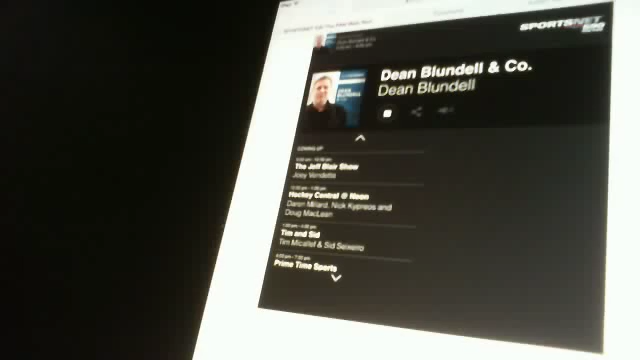 SPORTSNET
Dean Blundell & Co.
Dean Blundell
COMING UP
The Jeff Blair Show
Joey Vendetta
Hockey Central @ Noon
Daren Millard, Nick Kypreos and
Doug MacLean
Tim and Sid
Tim Micallef & Sid Seixeiro
Prime Time Sports